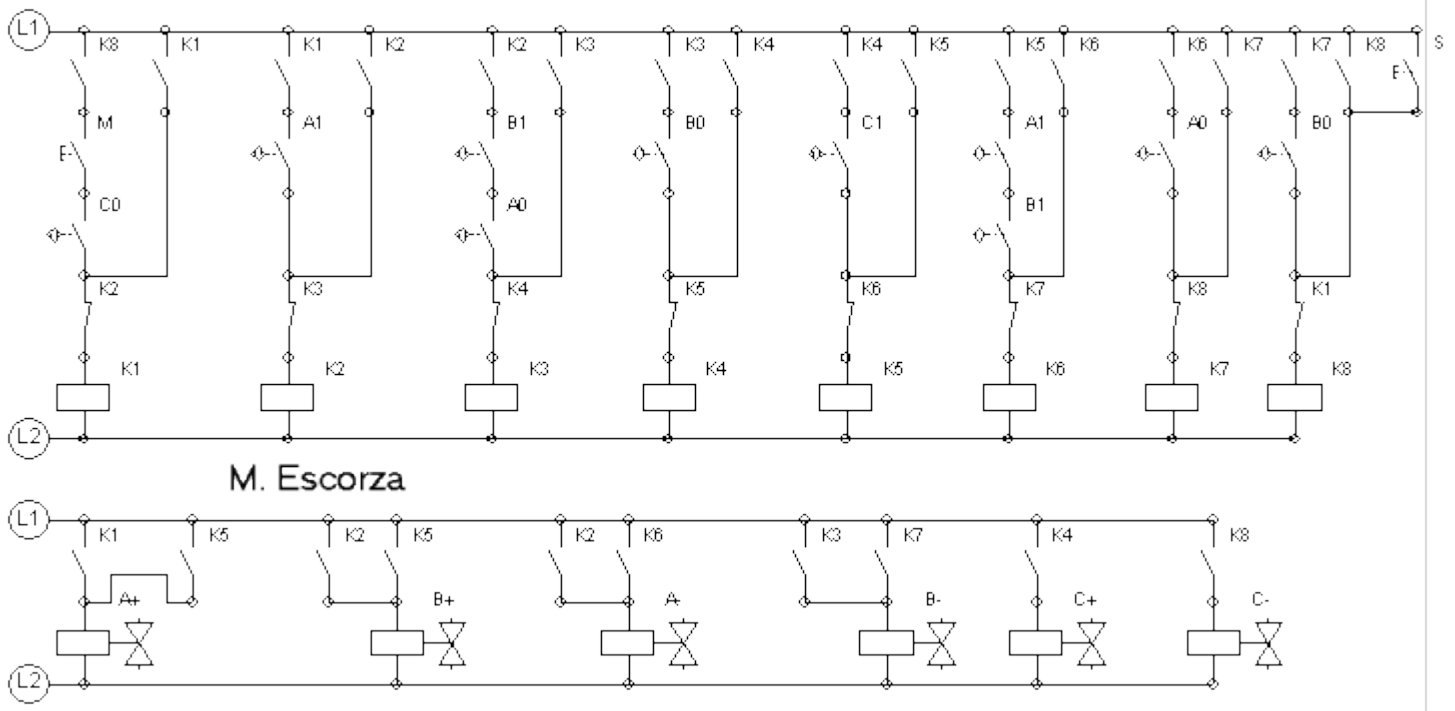 L1
K8 K1 K1 K2 K2 K3 K3 K4 K4 K5 K5 K6 K6 K7 K7 K8 S
E
M A1 B1 B0 C1 A1 A0 B0
E
C0 A0 B1
K2 K3 K4 K5 K6 K7 K8 K1
K1 K2 K3 K4 K5 K6 K7 K8
L2
M. Escorza
L1
K1 K5 K2 K5 K2 K6 K3 K7 K4 K8
A+ B+ A- B- C+ C-
L2